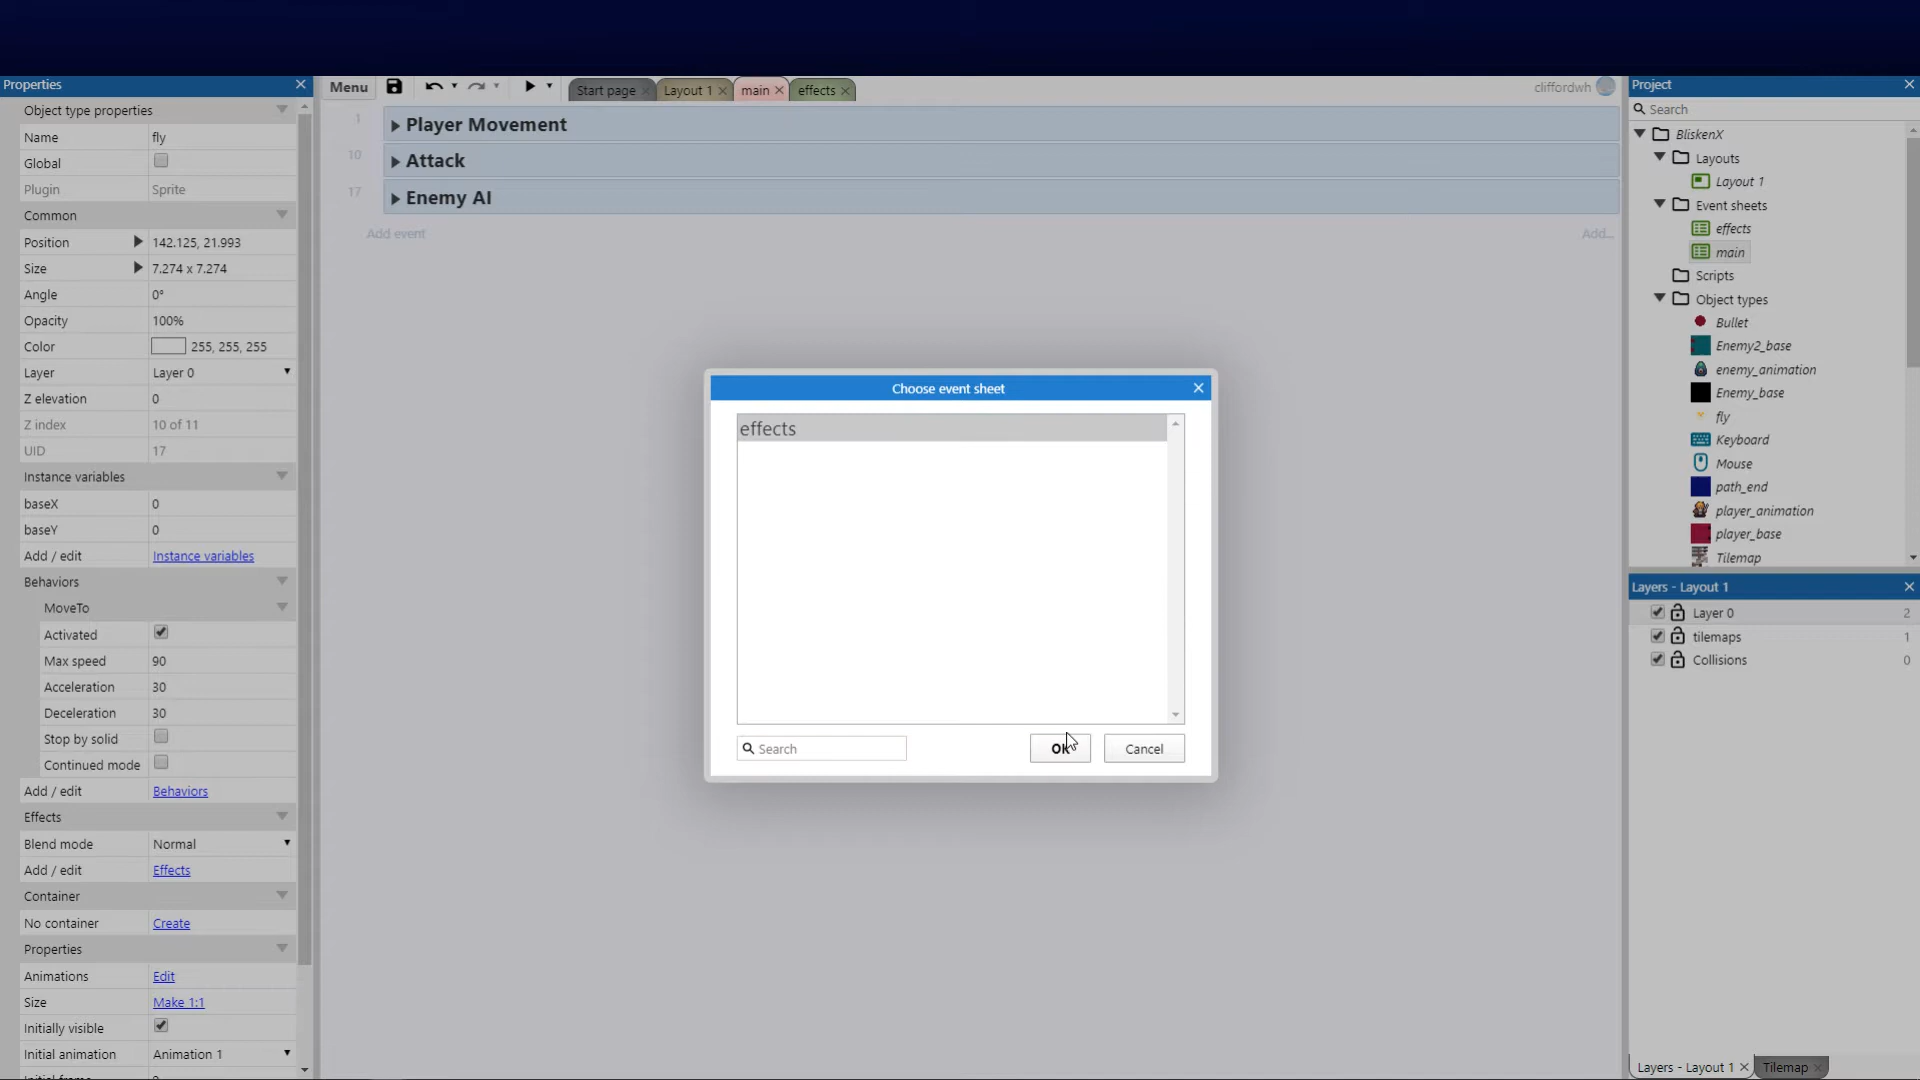 Properties
Object type properties
Name fly
Global
Plugin Sprite
Common
Position 142.125, 21.993
Size 7.274 x 7.274
Angle 0°
Opacity 100%
Color 255, 255, 255
Layer Layer 0
Z elevation 0
Z index 10 of 11
UID 17
Instance variables
baseX 0
baseY 0
Add / edit Instance variables
Behaviors
MoveTo
Activated
Max speed 90
Acceleration 30
Deceleration 30
Stop by solid
Continued mode
Add / edit Behaviors
Effects
Blend mode Normal
Add / edit Effects
Container
No container Create
Properties
Animations Edit
Size Make 1:1
Initially visible
Initial animation Animation 1
Menu
Start page Layout 1 main effects
cliffordwh
1 Player Movement
10 Attack
17 Enemy AI
Add event Add...
Choose event sheet
effects
Search OK Cancel
Project
Search
BliskenX
Layouts
Layout 1
Event sheets
effects
main
Scripts
Object types
Bullet
Enemy2_base
enemy_animation
Enemy_base
fly
Keyboard
Mouse
path_end
player_animation
player_base
Tilemap
Layers - Layout 1
Layer 0 2
tilemaps 1
Collisions 0
Layers - Layout 1 Tilemap